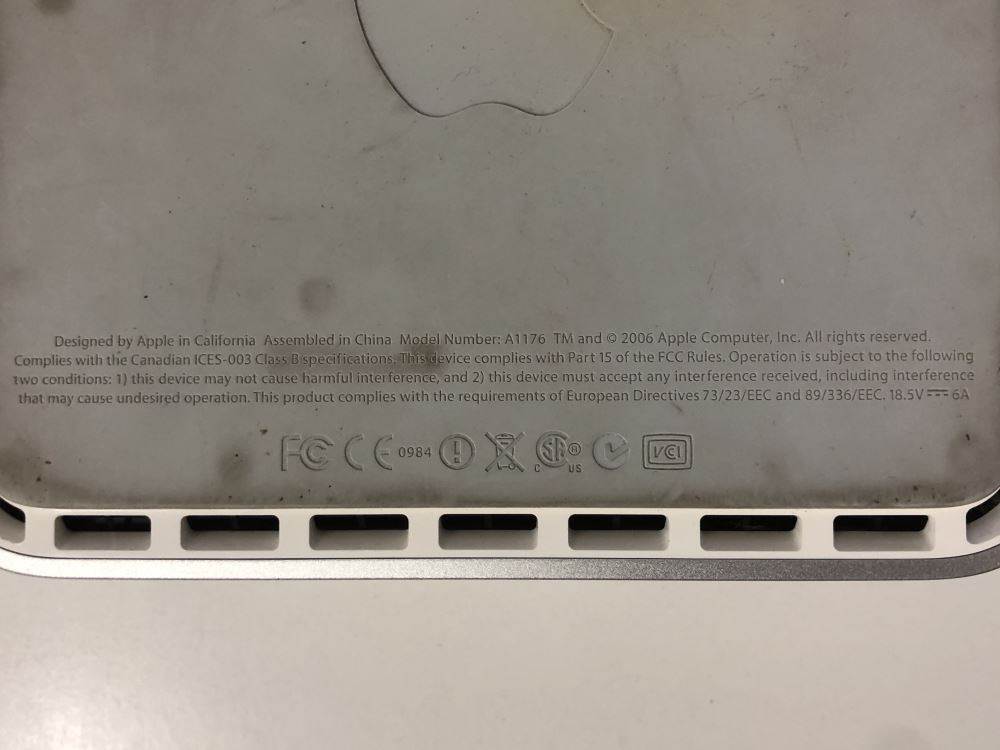 Designed by Apple in California Assembled in China Model Number: A1176 TM and © 2006 Apple Computer, Inc. All rights reserved.
Complies with the Canadian ICES-003 Class B specifications. This device complies with Part 15 of the FCC Rules. Operation is subject to the following
two conditions: 1) this device may not cause harmful interference, and 2) this device must accept any interference received, including interference
that may cause undesired operation. This product complies with the requirements of European Directives 73/23/EEC and 89/336/EEC. 18.5V ⎓ 6A
FC CE 0984 ! C SA ® US VCI